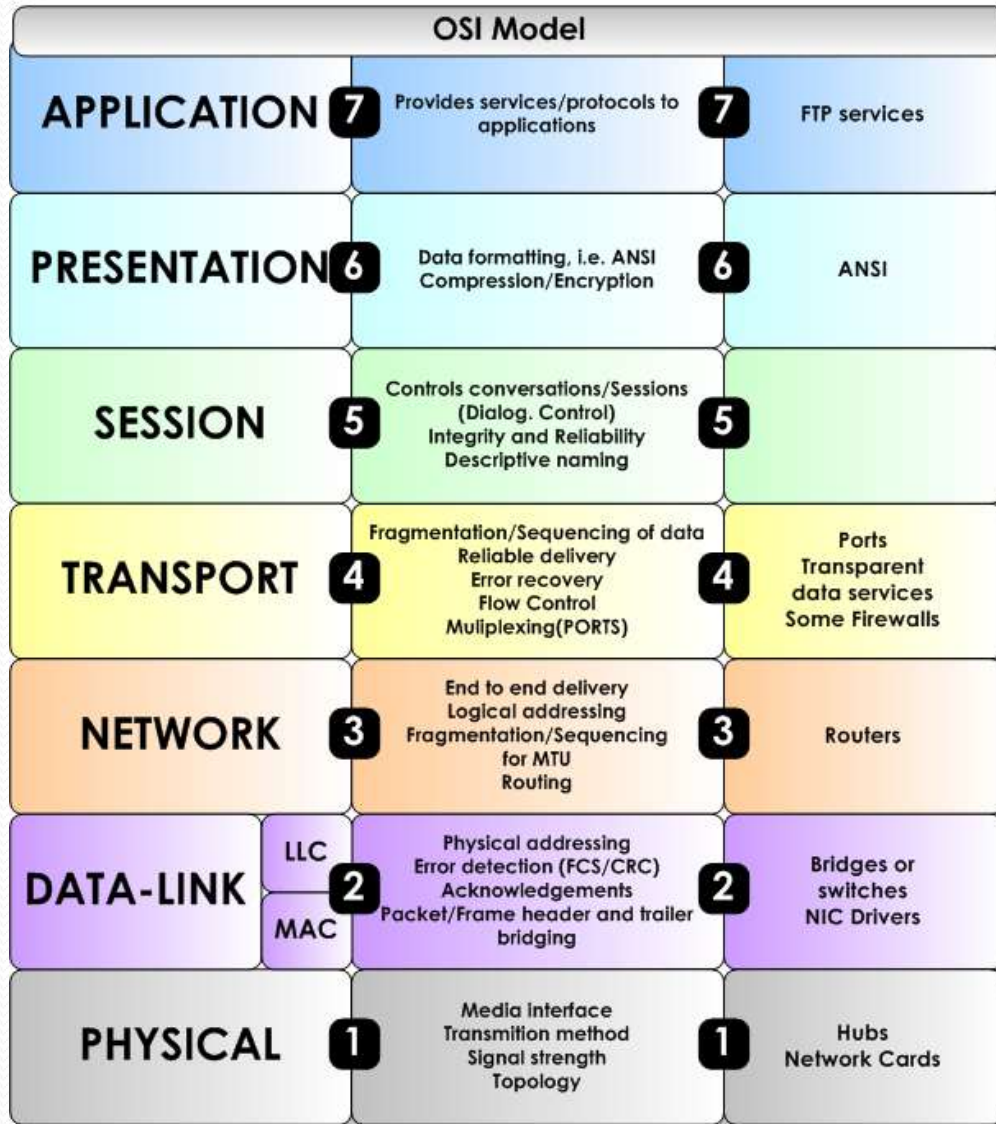 OSI Model
APPLICATION
7
Provides services/protocols to
applications
7
FTP services
PRESENTATION
6
Data formatting, i.e. ANSI
Compression/Encryption
6
ANSI
SESSION
5
Controls conversations/Sessions
(Dialog. Control)
Integrity and Reliability
Descriptive naming
5
TRANSPORT
4
Fragmentation/Sequencing of data
Reliable delivery
Error recovery
Flow Control
Muliplexing(PORTS)
4
Ports
Transparent
data services
Some Firewalls
NETWORK
3
End to end delivery
Logical addressing
Fragmentation/Sequencing
for MTU
Routing
3
Routers
DATA-LINK
LLC
MAC
2
Physical addressing
Error detection (FCS/CRC)
Acknowledgements
Packet/Frame header and trailer
bridging
2
Bridges or
switches
NIC Drivers
PHYSICAL
1
Media interface
Transmition method
Signal strength
Topology
1
Hubs
Network Cards